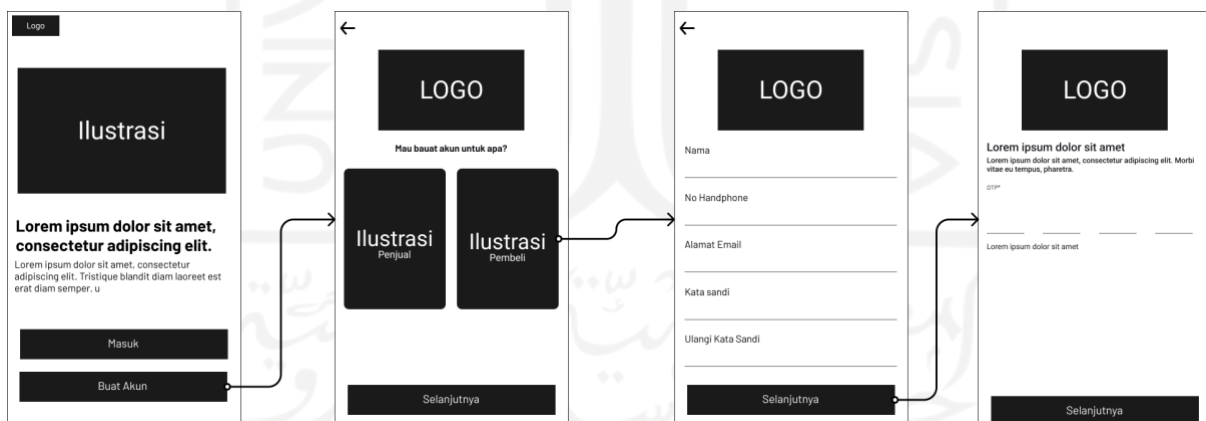 Logo
Ilustrasi
Lorem ipsum dolor sit amet,
consectetur adipiscing elit.
Lorem ipsum dolor sit amet, consectetur
adipiscing elit. Tristique blandit diam laoreet est
erat diam semper. u
Masuk
Buat Akun
LOGO
Mau bauat akun untuk apa?
Ilustrasi
Penjual
Ilustrasi
Pembeli
Selanjutnya
LOGO
Nama
No Handphone
Alamat Email
Kata sandi
Ulangi Kata Sandi
Selanjutnya
LOGO
Lorem ipsum dolor sit amet
Lorem ipsum dolor sit amet, consectetur adipiscing elit. Morbi
vitae eu tempus, pharetra.
OTP*
Lorem ipsum dolor sit amet
Selanjutnya